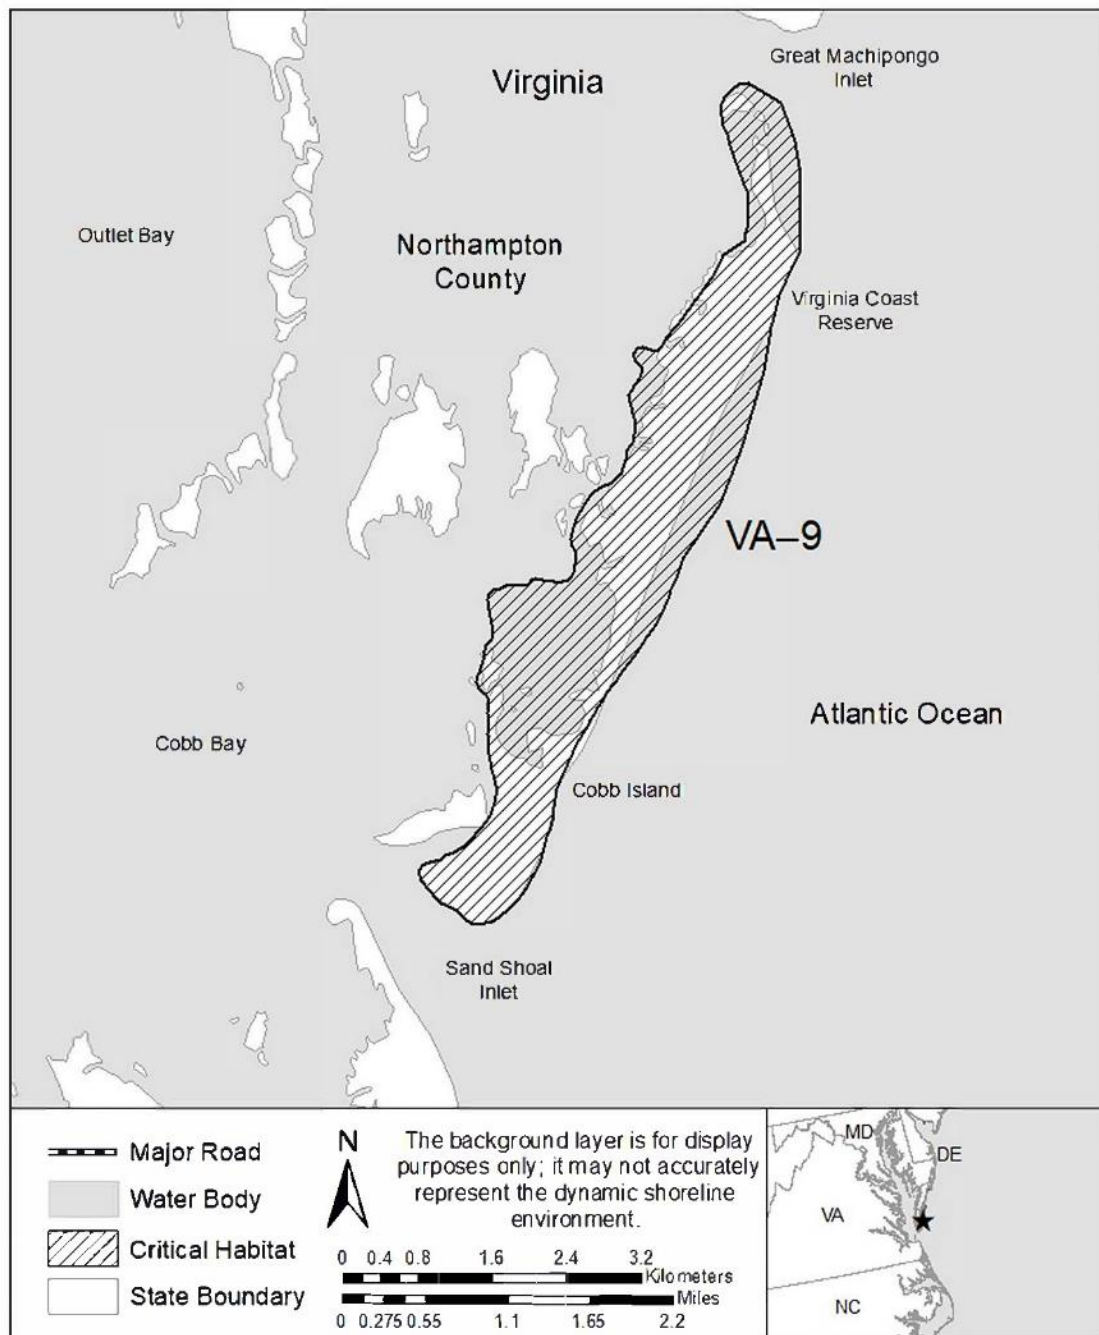 Great Machipongo
Inlet
Virginia
Outlet Bay
Northampton
County
Virginia Coast
Reserve
VA–9
Atlantic Ocean
Cobb Bay
Cobb Island
Sand Shoal
Inlet
Major Road
Water Body
Critical Habitat
State Boundary
N
The background layer is for display
purposes only; it may not accurately
represent the dynamic shoreline
environment.
0 0.4 0.8 1.6 2.4 3.2
Kilometers
Miles
0 0.275 0.55 1.1 1.65 2.2
MD
DE
VA
NC